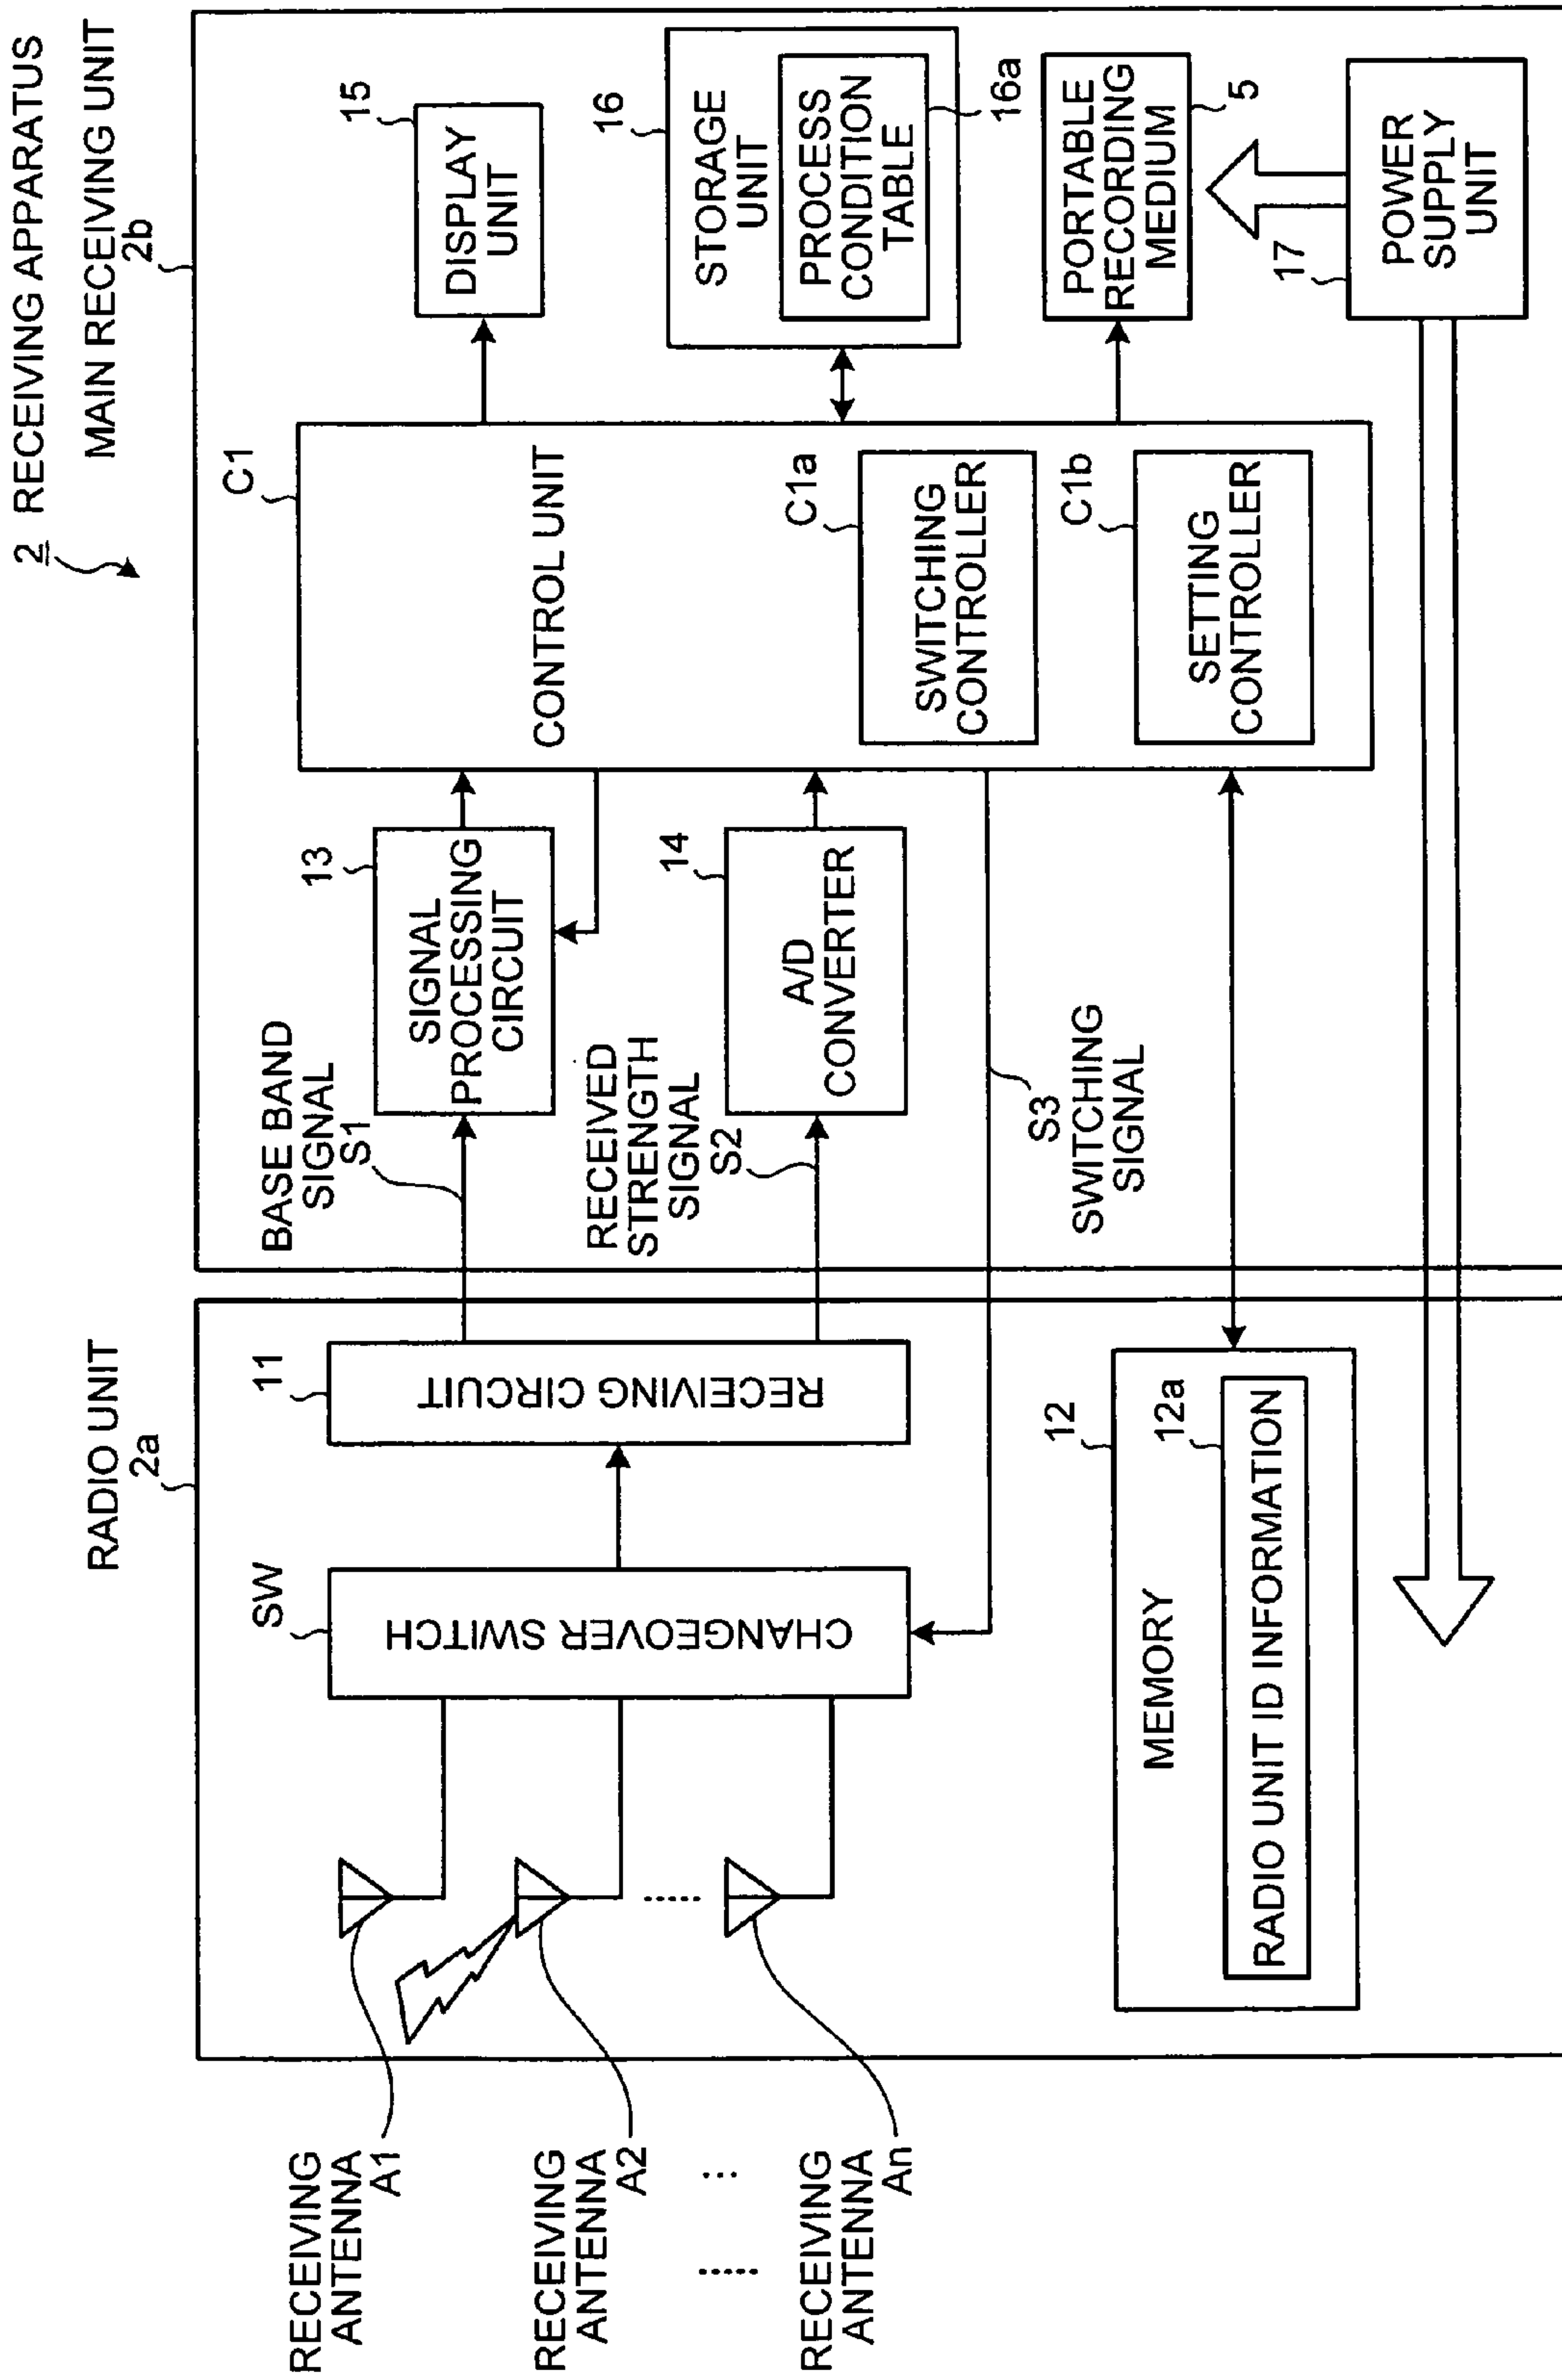 2 RECEIVING APPARATUS
RADIO UNIT
2a
MAIN RECEIVING UNIT
2b
RECEIVING
ANTENNA
A1
RECEIVING
ANTENNA
A2
...
......
RECEIVING
ANTENNA
An
......
SW
CHANGEOVER SWITCH
11
RECEIVING CIRCUIT
12
MEMORY
12a
RADIO UNIT ID INFORMATION
BASE BAND
SIGNAL
S1
RECEIVED
STRENGTH
SIGNAL
S2
S3
SWITCHING
SIGNAL
13
SIGNAL
PROCESSING
CIRCUIT
14
A/D
CONVERTER
C1
CONTROL UNIT
C1a
SWITCHING
CONTROLLER
C1b
SETTING
CONTROLLER
15
DISPLAY
UNIT
16
STORAGE
UNIT
PROCESS
CONDITION
TABLE
16a
PORTABLE
RECORDING
MEDIUM
5
17
POWER
SUPPLY
UNIT